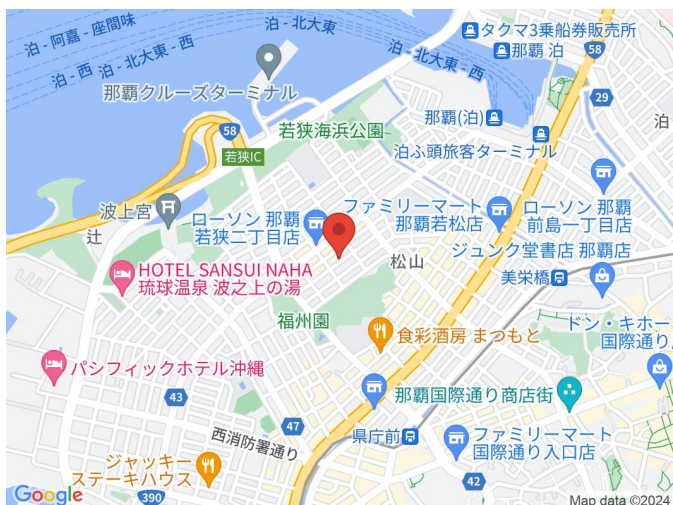 泊 - 阿嘉 - 座間味
泊 - 北大東
泊 - 西
泊 - 北大東 - 西
泊 - 北大東 - 西
タクマ3乗船券販売所
那覇 泊
58
29
那覇クルーズターミナル
那覇(泊)
泊
58
若狭海浜公園
若狭IC
泊ふ頭旅客ターミナル
波上宮
辻
ローソン 那覇
若狭二丁目店
ファミリーマート
那覇若松店
ローソン 那覇
前島一丁目店
松山
ジュンク堂書店 那覇店
HOTEL SANSUI NAHA
琉球温泉 波之上の湯
美栄橋
福州園
食彩酒房 まつもと
ドン・キホー
国際通り
パシフィックホテル沖縄
43
那覇国際通り商店街
47
西消防署通り
県庁前
ファミリーマート
国際通り入口店
ジャッキー
ステーキハウス
42
390
Google
Map data ©2024